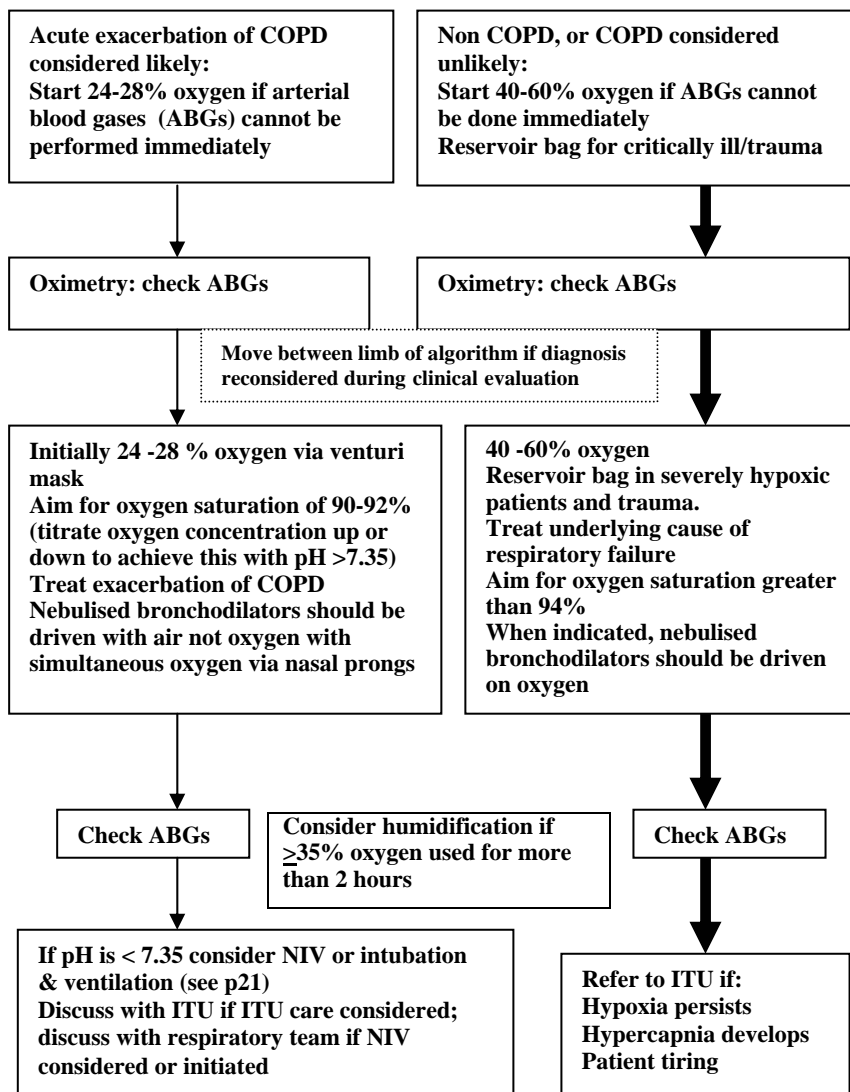 Acute exacerbation of COPD
considered likely:
Start 24-28% oxygen if arterial
blood gases (ABGs) cannot be
performed immediately
Non COPD, or COPD considered
unlikely:
Start 40-60% oxygen if ABGs cannot
be done immediately
Reservoir bag for critically ill/trauma
Oximetry: check ABGs
Oximetry: check ABGs
Move between limb of algorithm if diagnosis
reconsidered during clinical evaluation
Initially 24 -28 % oxygen via venturi
mask
Aim for oxygen saturation of 90-92%
(titrate oxygen concentration up or
down to achieve this with pH >7.35)
Treat exacerbation of COPD
Nebulised bronchodilators should be
driven with air not oxygen with
simultaneous oxygen via nasal prongs
40 -60% oxygen
Reservoir bag in severely hypoxic
patients and trauma.
Treat underlying cause of
respiratory failure
Aim for oxygen saturation greater
than 94%
When indicated, nebulised
bronchodilators should be driven
on oxygen
Check ABGs
Consider humidification if
≥35% oxygen used for more
than 2 hours
Check ABGs
If pH is < 7.35 consider NIV or intubation
& ventilation (see p21)
Discuss with ITU if ITU care considered;
discuss with respiratory team if NIV
considered or initiated
Refer to ITU if:
Hypoxia persists
Hypercapnia develops
Patient tiring